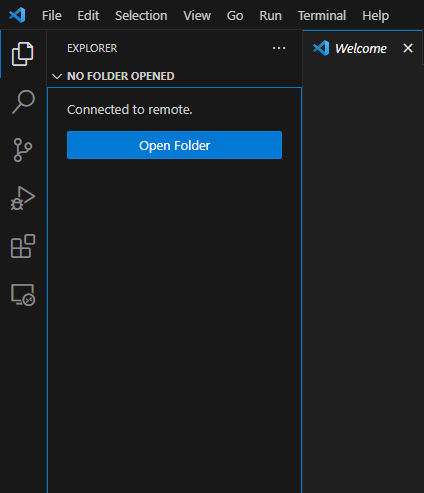 File Edit Selection View Go Run Terminal Help
EXPLORER
Welcome
NO FOLDER OPENED
Connected to remote.
Open Folder